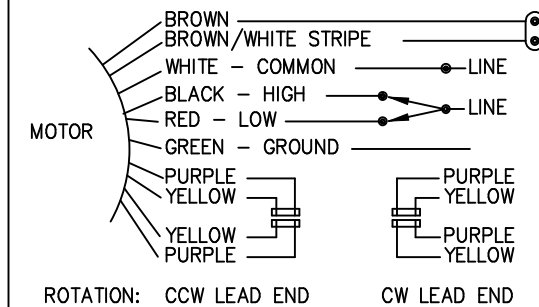 BROWN
BROWN/WHITE STRIPE
WHITE - COMMON LINE
BLACK - HIGH
LINE
RED - LOW
MOTOR
GREEN - GROUND
PURPLE PURPLE
YELLOW YELLOW
YELLOW PURPLE
PURPLE YELLOW
ROTATION: CCW LEAD END CW LEAD END